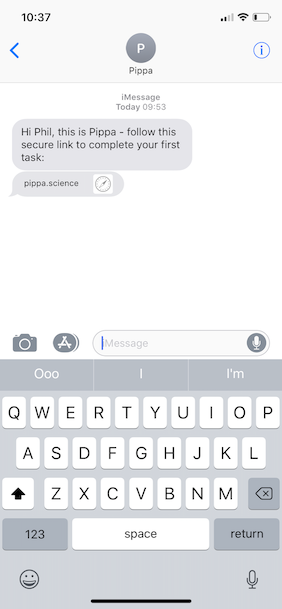 10:37
P
Pippa
iMessage
Today 09:53
Hi Phil, this is Pippa - follow this
secure link to complete your first
task:
pippa.science
iMessage
Ooo I I'm
Q W E R T Y U I O P
A S D F G H J K L
Z X C V B N M
123 space return